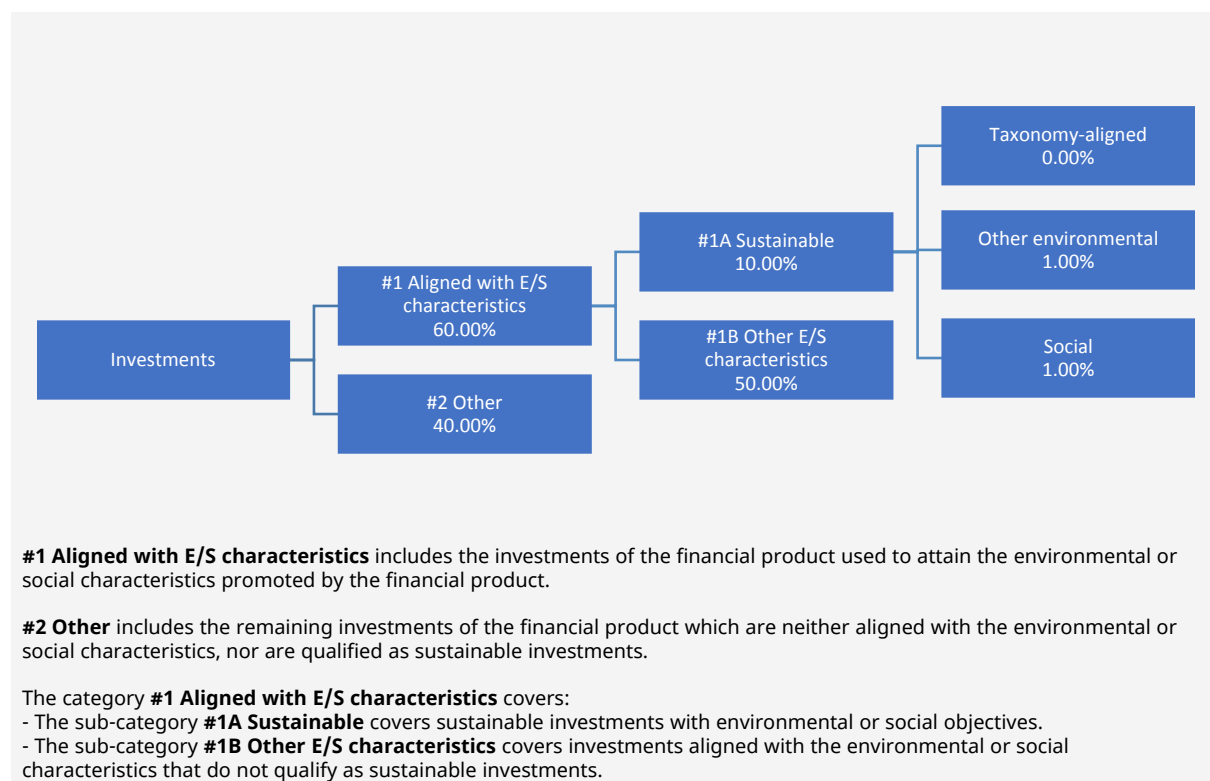 Investments
#1 Aligned with E/S
characteristics
60.00%
#2 Other
40.00%
#1A Sustainable
10.00%
#1B Other E/S
characteristics
50.00%
Taxonomy-aligned
0.00%
Other environmental
1.00%
Social
1.00%
#1 Aligned with E/S characteristics includes the investments of the financial product used to attain the environmental or
social characteristics promoted by the financial product.
#2 Other includes the remaining investments of the financial product which are neither aligned with the environmental or
social characteristics, nor are qualified as sustainable investments.
The category #1 Aligned with E/S characteristics covers:
- The sub-category #1A Sustainable covers sustainable investments with environmental or social objectives.
- The sub-category #1B Other E/S characteristics covers investments aligned with the environmental or social
characteristics that do not qualify as sustainable investments.